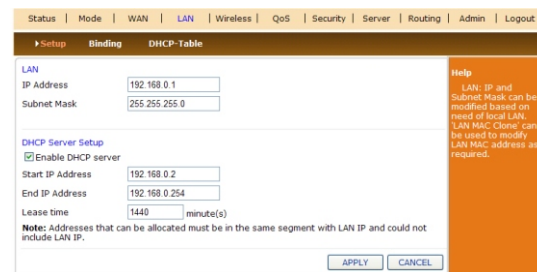 Status | Mode | WAN | LAN | Wireless | QoS | Security | Server | Routing | Admin | Logout
Setup Binding DHCP-Table
LAN
IP Address 192.168.0.1
Subnet Mask 255.255.255.0
DHCP Server Setup
Enable DHCP server
Start IP Address 192.168.0.2
End IP Address 192.168.0.254
Lease time 1440 minute(s)
Note: Addresses that can be allocated must be in the same segment with LAN IP and could not
include LAN IP.
APPLY CANCEL
Help
LAN: IP and
Subnet Mask can be
modified based on
need of local LAN.
'LAN MAC Clone' can
be used to modify
LAN MAC address as
required.